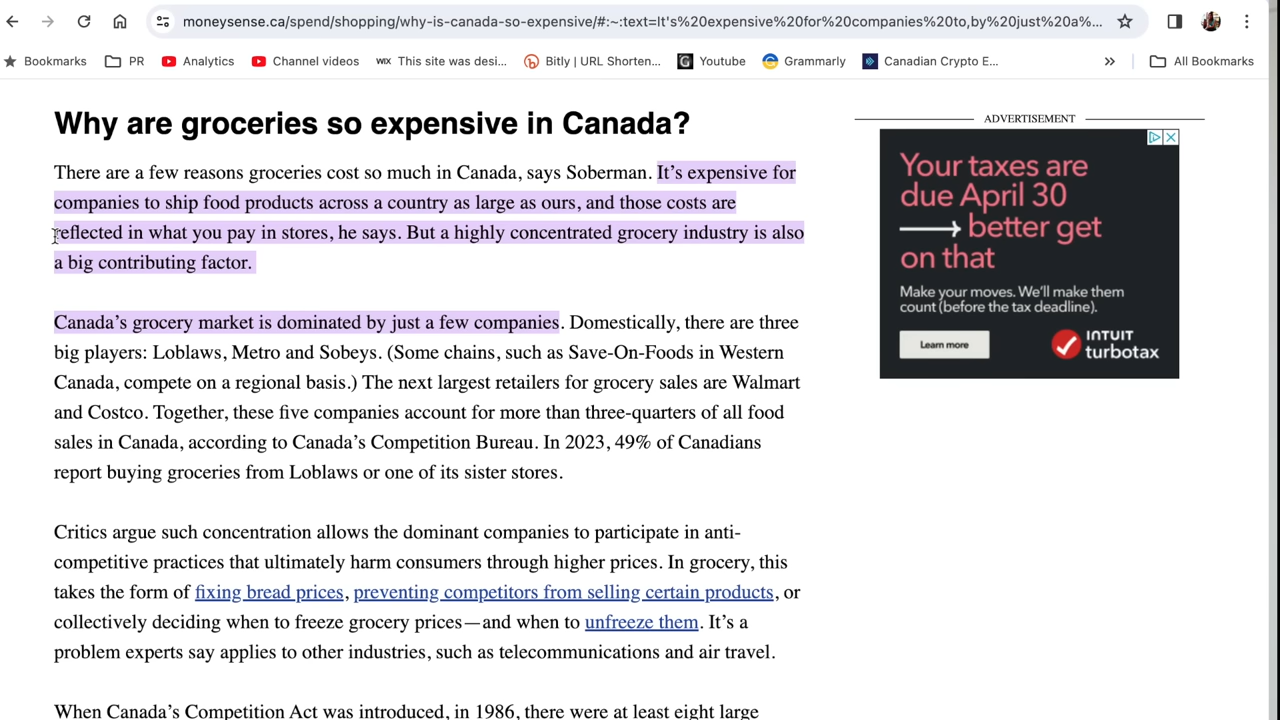 moneysense.ca/spend/shopping/why-is-canada-so-expensive/#:~:text=It's%20expensive%20for%20companies%20to,by%20just%20a%...
Bookmarks
PR
Analytics
Channel videos
WIX This site was desi...
Bitly | URL Shorten...
Youtube
Grammarly
Canadian Crypto E...
»
All Bookmarks
Why are groceries so expensive in Canada?
There are a few reasons groceries cost so much in Canada, says Soberman. It’s expensive for
companies to ship food products across a country as large as ours, and those costs are
reflected in what you pay in stores, he says. But a highly concentrated grocery industry is also
a big contributing factor.
Canada’s grocery market is dominated by just a few companies. Domestically, there are three
big players: Loblaws, Metro and Sobeys. (Some chains, such as Save-On-Foods in Western
Canada, compete on a regional basis.) The next largest retailers for grocery sales are Walmart
and Costco. Together, these five companies account for more than three-quarters of all food
sales in Canada, according to Canada’s Competition Bureau. In 2023, 49% of Canadians
report buying groceries from Loblaws or one of its sister stores.
Critics argue such concentration allows the dominant companies to participate in anti-
competitive practices that ultimately harm consumers through higher prices. In grocery, this
takes the form of fixing bread prices, preventing competitors from selling certain products, or
collectively deciding when to freeze grocery prices—and when to unfreeze them. It’s a
problem experts say applies to other industries, such as telecommunications and air travel.
When Canada’s Competition Act was introduced, in 1986, there were at least eight large
ADVERTISEMENT
Your taxes are
due April 30
better get
on that
Make your moves. We’ll make them
count (before the tax deadline).
Learn more
INTUIT
turbotax